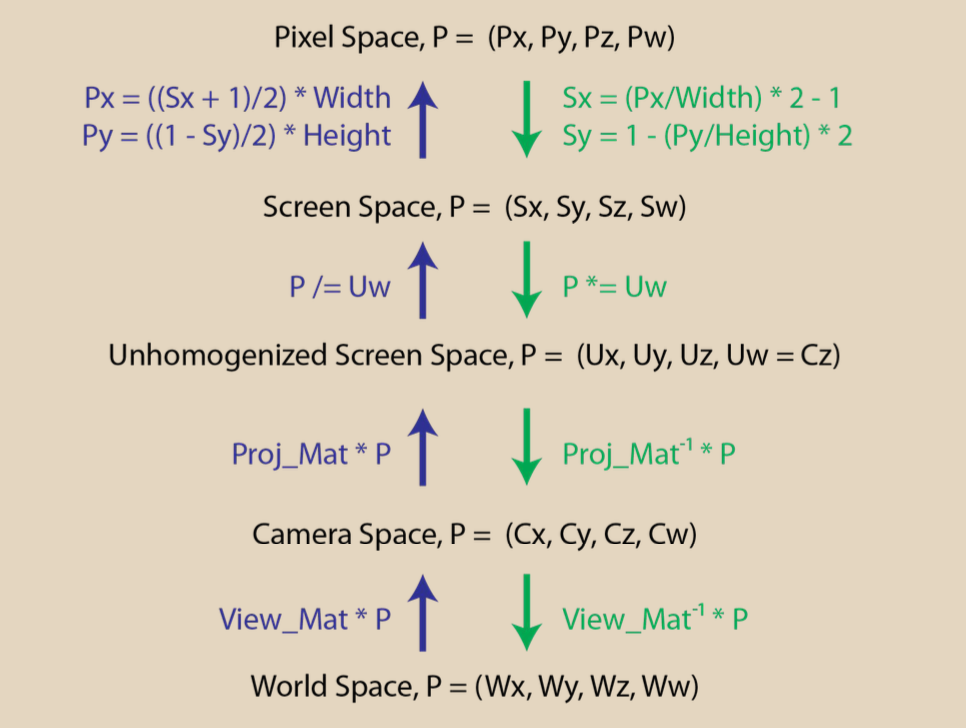 Pixel Space, P = (Px, Py, Pz, Pw)
Px = ((Sx + 1)/2) * Width
Py = ((1 - Sy)/2) * Height
Sx = (Px/Width) * 2 - 1
Sy = 1 - (Py/Height) * 2
Screen Space, P = (Sx, Sy, Sz, Sw)
P /= Uw
P *= Uw
Unhomogenized Screen Space, P = (Ux, Uy, Uz, Uw = Cz)
Proj_Mat * P
Proj_Mat⁻¹ * P
Camera Space, P = (Cx, Cy, Cz, Cw)
View_Mat * P
View_Mat⁻¹ * P
World Space, P = (Wx, Wy, Wz, Ww)